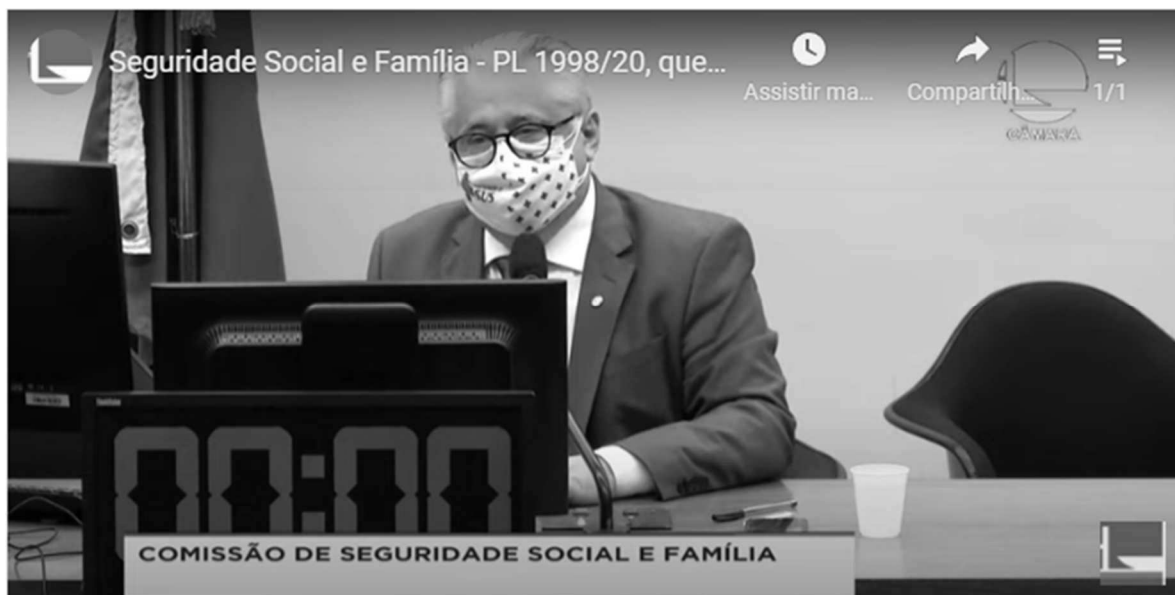 Seguridade Social e Família - PL 1998/20, que...
Assistir ma...
Compartilh...
1/1
CÂMARA
00:00
COMISSÃO DE SEGURIDADE SOCIAL E FAMÍLIA